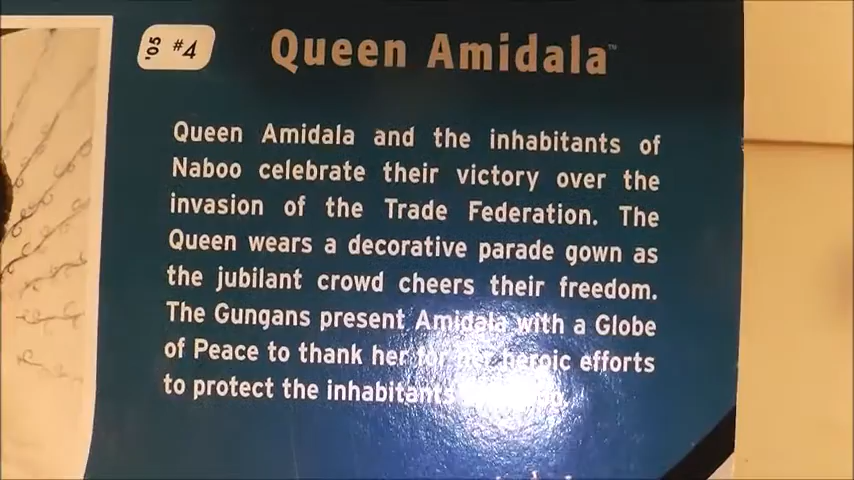 '05 #4
Queen Amidala™
Queen Amidala and the inhabitants of
Naboo celebrate their victory over the
invasion of the Trade Federation. The
Queen wears a decorative parade gown as
the jubilant crowd cheers their freedom.
The Gungans present Amidala with a Globe
of Peace to thank her for her heroic efforts
to protect the inhabitants